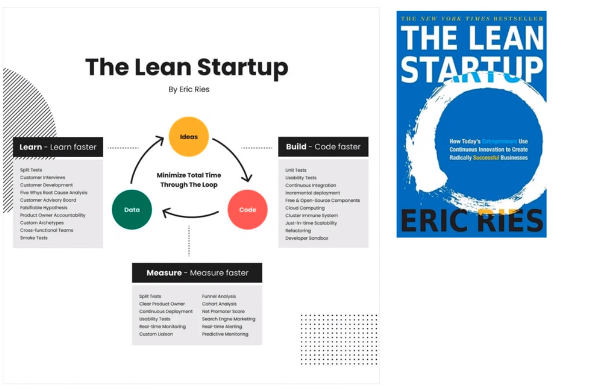 The Lean Startup
By Eric Ries
Ideas
Learn - Learn faster
Build - Code faster
Minimize Total Time
Through The Loop
Data
Code
Split Tests
Customer Interviews
Customer Development
Five Whys Root Cause Analysis
Customer Advisory Board
Falsifiable Hypothesis
Product Owner Accountability
Custom Archetypes
Cross-functional Teams
Smoke Tests
Unit Tests
Usability Tests
Continuous Integration
Incremental deployment
Free & Open-Source Components
Cloud Computing
Cluster Immune System
Just-in-time Scalability
Refactoring
Developer Sandbox
Measure - Measure faster
Split Tests
Clear Product Owner
Continuous Deployment
Usability Tests
Real-time Monitoring
Custom Liaison
Funnel Analysis
Cohort Analysis
Net Promoter Score
Search Engine Marketing
Real-time Alerting
Predictive Monitoring
THE NEW YORK TIMES BESTSELLER
THE LEAN
STARTUP
How Today's Entrepreneurs Use
Continuous Innovation to Create
Radically Successful Businesses
ERIC RIES